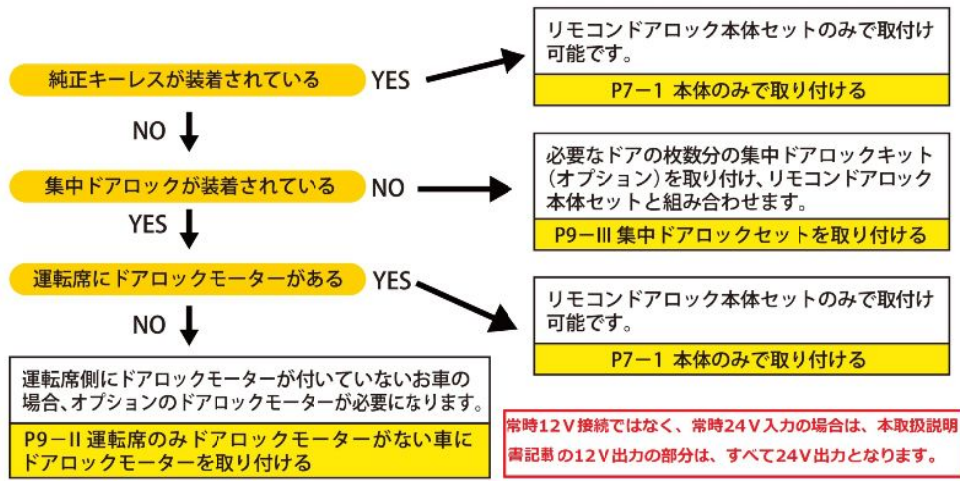 純正キーレスが装着されている
YES
リモコンドアロック本体セットのみで取付け
可能です。
P7－1 本体のみで取り付ける
NO
集中ドアロックが装着されている
NO
必要なドアの枚数分の集中ドアロックキット
（オプション）を取り付け、リモコンドアロック
本体セットと組み合わせます。
P9－III 集中ドアロックセットを取り付ける
YES
運転席にドアロックモーターがある
YES
リモコンドアロック本体セットのみで取付け
可能です。
P7－1 本体のみで取り付ける
NO
運転席側にドアロックモーターが付いていないお車の
場合、オプションのドアロックモーターが必要になります。
P9－II 運転席のみドアロックモーターがない車に
ドアロックモーターを取り付ける
常時12V接続ではなく、常時24V入力の場合は、本取扱説明
書記載の12V出力の部分は、すべて24V出力となります。